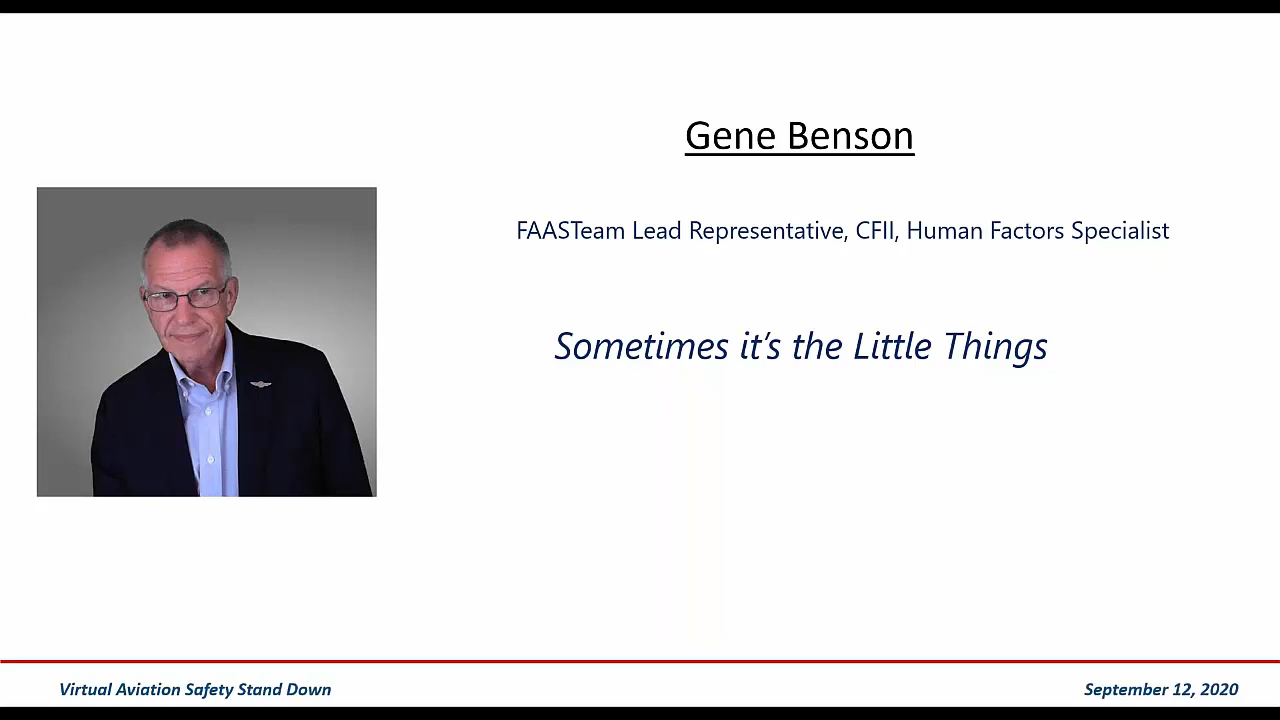 Gene Benson
FAASTeam Lead Representative, CFII, Human Factors Specialist
Sometimes it's the Little Things
Virtual Aviation Safety Stand Down
September 12, 2020